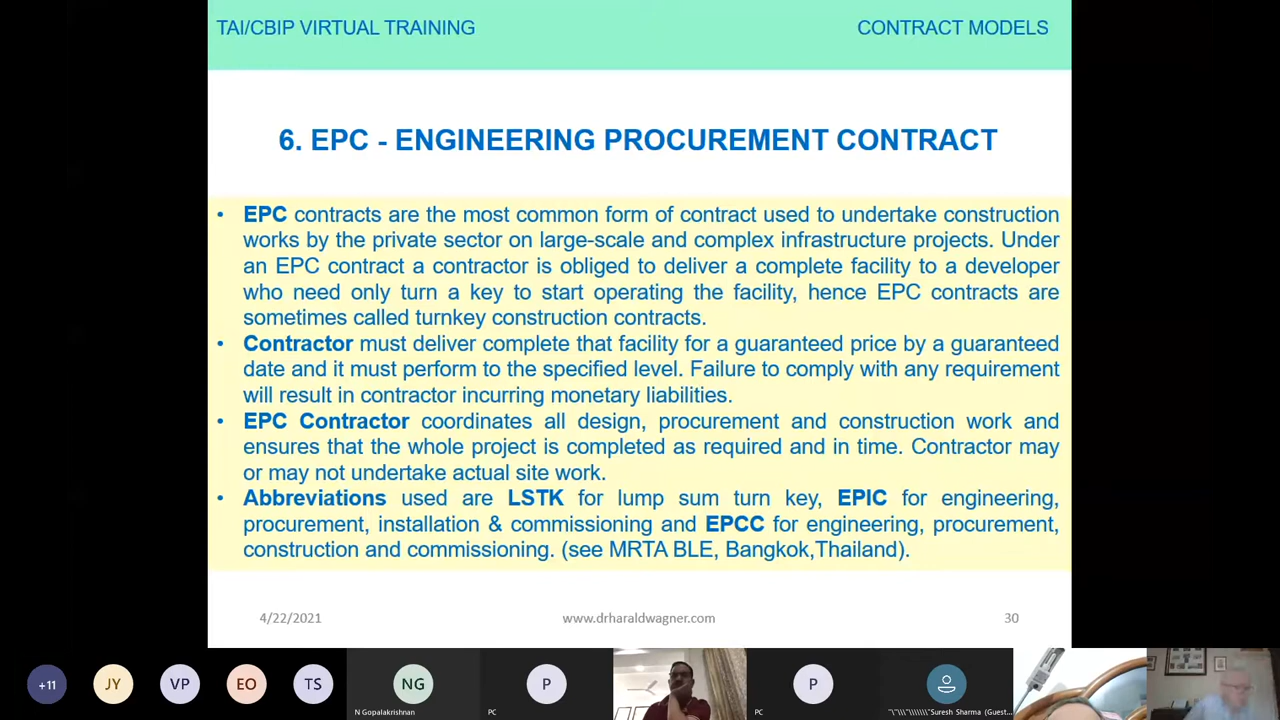 TAI/CBIP VIRTUAL TRAINING
CONTRACT MODELS
6. EPC - ENGINEERING PROCUREMENT CONTRACT
• EPC contracts are the most common form of contract used to undertake construction
works by the private sector on large-scale and complex infrastructure projects. Under
an EPC contract a contractor is obliged to deliver a complete facility to a developer
who need only turn a key to start operating the facility, hence EPC contracts are
sometimes called turnkey construction contracts.
• Contractor must deliver complete that facility for a guaranteed price by a guaranteed
date and it must perform to the specified level. Failure to comply with any requirement
will result in contractor incurring monetary liabilities.
• EPC Contractor coordinates all design, procurement and construction work and
ensures that the whole project is completed as required and in time. Contractor may
or may not undertake actual site work.
• Abbreviations used are LSTK for lump sum turn key, EPIC for engineering,
procurement, installation & commissioning and EPCC for engineering, procurement,
construction and commissioning. (see MRTA BLE, Bangkok,Thailand).
4/22/2021
www.drharaldwagner.com
30
+11
JY
VP
EO
TS
NG
P
P
N Gopalakrishnan
PC
PC
Suresh Sharma (Guest...